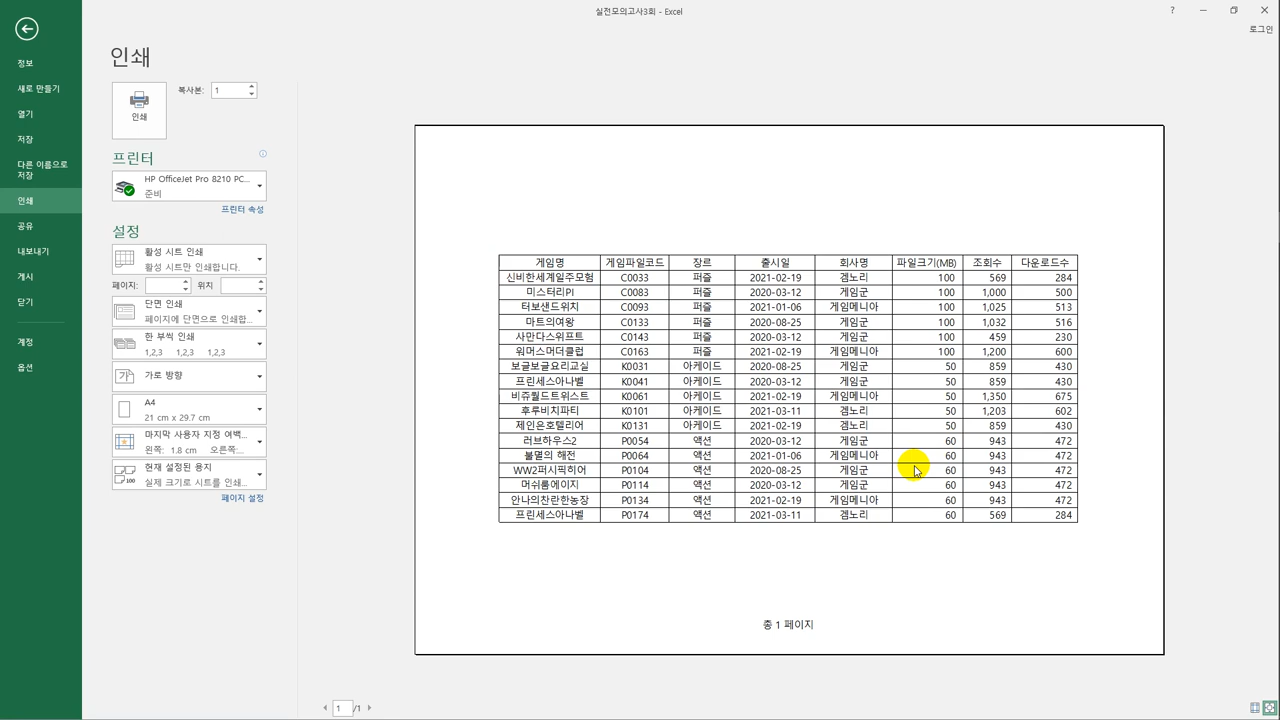 실전모의고사3회 - Excel
?
로그인
정보
새로 만들기
열기
저장
다른 이름으로
저장
인쇄
공유
내보내기
게시
닫기
계정
옵션
인쇄
인쇄
복사본: 1
프린터
HP OfficeJet Pro 8210 PC...
준비
프린터 속성
설정
활성 시트 인쇄
활성 시트만 인쇄합니다.
페이지: 위치
단면 인쇄
페이지에 단면으로 인쇄합...
한 부씩 인쇄
1,2,3 1,2,3 1,2,3
가로 방향
A4
21 cm x 29.7 cm
마지막 사용자 지정 여백...
왼쪽: 1.8 cm 오른쪽:...
현재 설정된 용지
실제 크기로 시트를 인쇄...
100
페이지 설정
게임명 게임파일코드 장르 출시일 회사명 파일크기(MB) 조회수 다운로드수
신비한세계일주모험 C0033 퍼즐 2021-02-19 겜노리 100 569 284
미스터리PI C0083 퍼즐 2020-03-12 게임군 100 1,000 500
터보샌드위치 C0093 퍼즐 2021-01-06 게임메니아 100 1,025 513
마트의여왕 C0133 퍼즐 2020-08-25 게임군 100 1,032 516
사만다스위프트 C0143 퍼즐 2020-03-12 게임군 100 459 230
워머스머더클럽 C0163 퍼즐 2021-02-19 게임메니아 100 1,200 600
보글보글요리교실 K0031 아케이드 2020-08-25 게임군 50 859 430
프린세스아나벨 K0041 아케이드 2020-03-12 게임군 50 859 430
비쥬월드트위스트 K0061 아케이드 2021-02-19 게임메니아 50 1,350 675
후루비치파티 K0101 아케이드 2021-03-11 겜노리 50 1,203 602
제인은호텔리어 K0131 아케이드 2021-02-19 겜노리 50 859 430
러브하우스2 P0054 액션 2020-03-12 게임군 60 943 472
불멸의 해전 P0064 액션 2021-01-06 게임메니아 60 943 472
WW2퍼시픽히어 P0104 액션 2020-08-25 게임군 60 943 472
머쉬룸에이지 P0114 액션 2020-03-12 게임군 60 943 472
안나의찬란한농장 P0134 액션 2021-02-19 게임메니아 60 943 472
프린세스아나벨 P0174 액션 2021-03-11 겜노리 60 569 284
총 1 페이지
1 /1